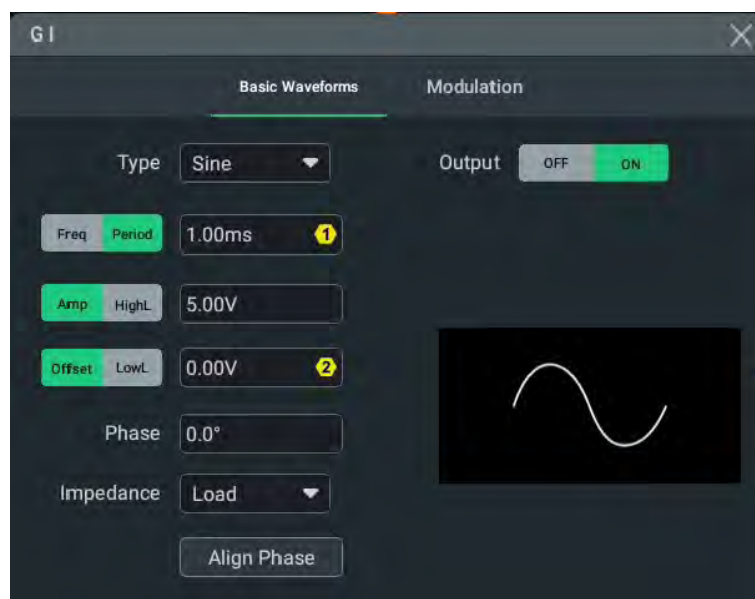 G I
Basic Waveforms Modulation
Type Sine Output OFF ON
Freq Period 1.00ms 1
Amp HighL 5.00V
Offset LowL 0.00V 2
Phase 0.0°
Impedance Load
Align Phase